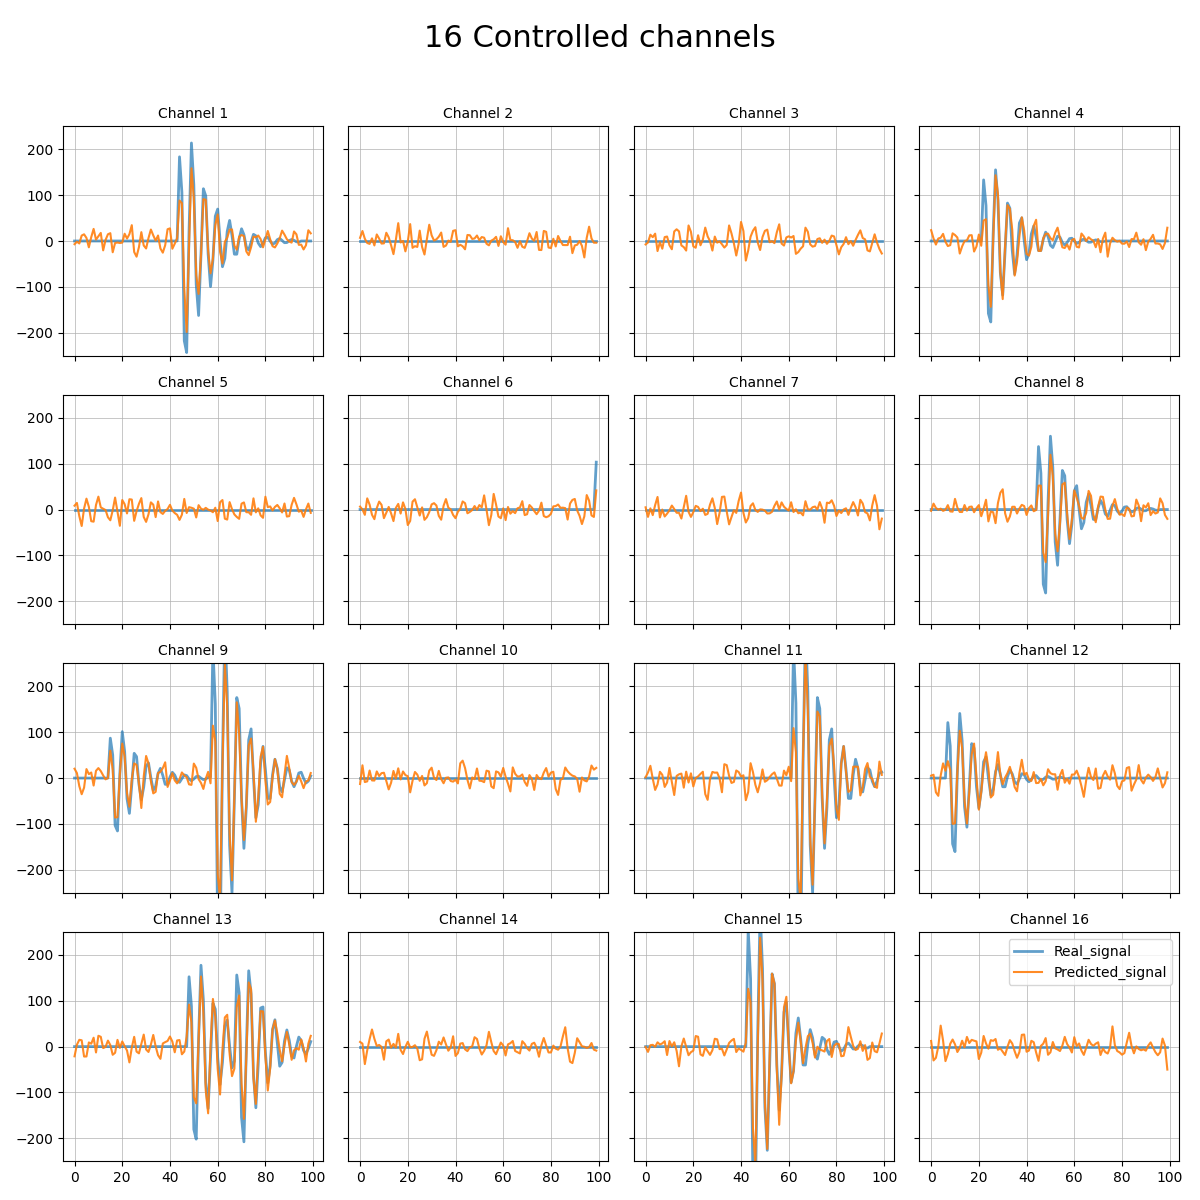 16 Controlled channels
Channel 1
Channel 2
Channel 3
Channel 4
200
100
0
−100
−200
Channel 5
Channel 6
Channel 7
Channel 8
200
100
0
−100
−200
Channel 9
Channel 10
Channel 11
Channel 12
200
100
0
−100
−200
Channel 13
Channel 14
Channel 15
Channel 16
Real_signal
Predicted_signal
200
100
0
−100
−200
0 20 40 60 80 100
0 20 40 60 80 100
0 20 40 60 80 100
0 20 40 60 80 100